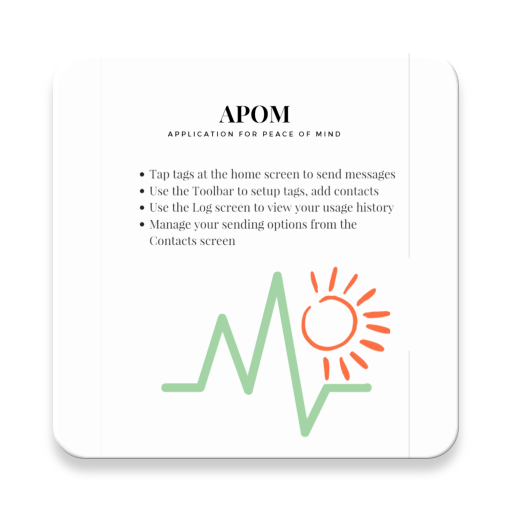 APOM
APPLICATION FOR PEACE OF MIND
• Tap tags at the home screen to send messages
• Use the Toolbar to setup tags, add contacts
• Use the Log screen to view your usage history
• Manage your sending options from the
Contacts screen